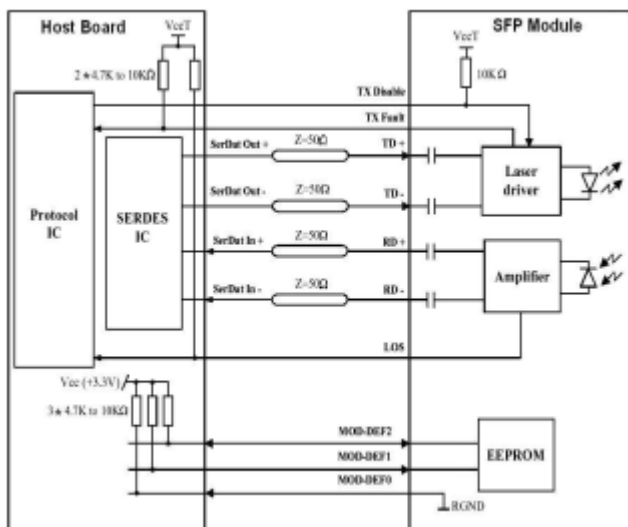 Host Board
SFP Module
VccT
VccT
2*4.7K to 10KΩ
10KΩ
TX Disable
TX Fault
SerDat Out +
Z=50Ω
TD +
Laser
driver
SerDat Out -
Z=50Ω
TD -
Protocol
IC
SERDES
IC
SerDat In +
Z=50Ω
RD +
Amplifier
SerDat In -
Z=50Ω
RD -
LOS
Vcc (+3.3V)
3*4.7K to 10KΩ
MOD-DEF2
MOD-DEF1
EEPROM
MOD-DEF0
RGND